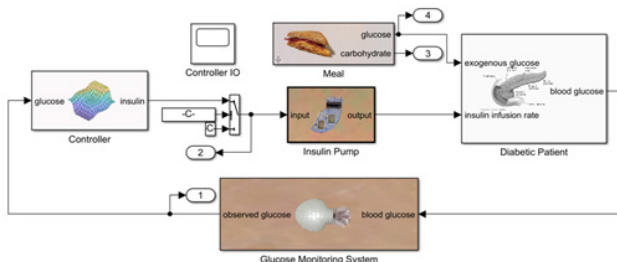 4
glucose
carbohydrate
3
Meal
Controller IO
exogenous glucose
blood glucose
insulin infusion rate
Diabetic Patient
glucose
insulin
Controller
-C-
C
input
output
Insulin Pump
2
1
observed glucose
blood glucose
Glucose Monitoring System